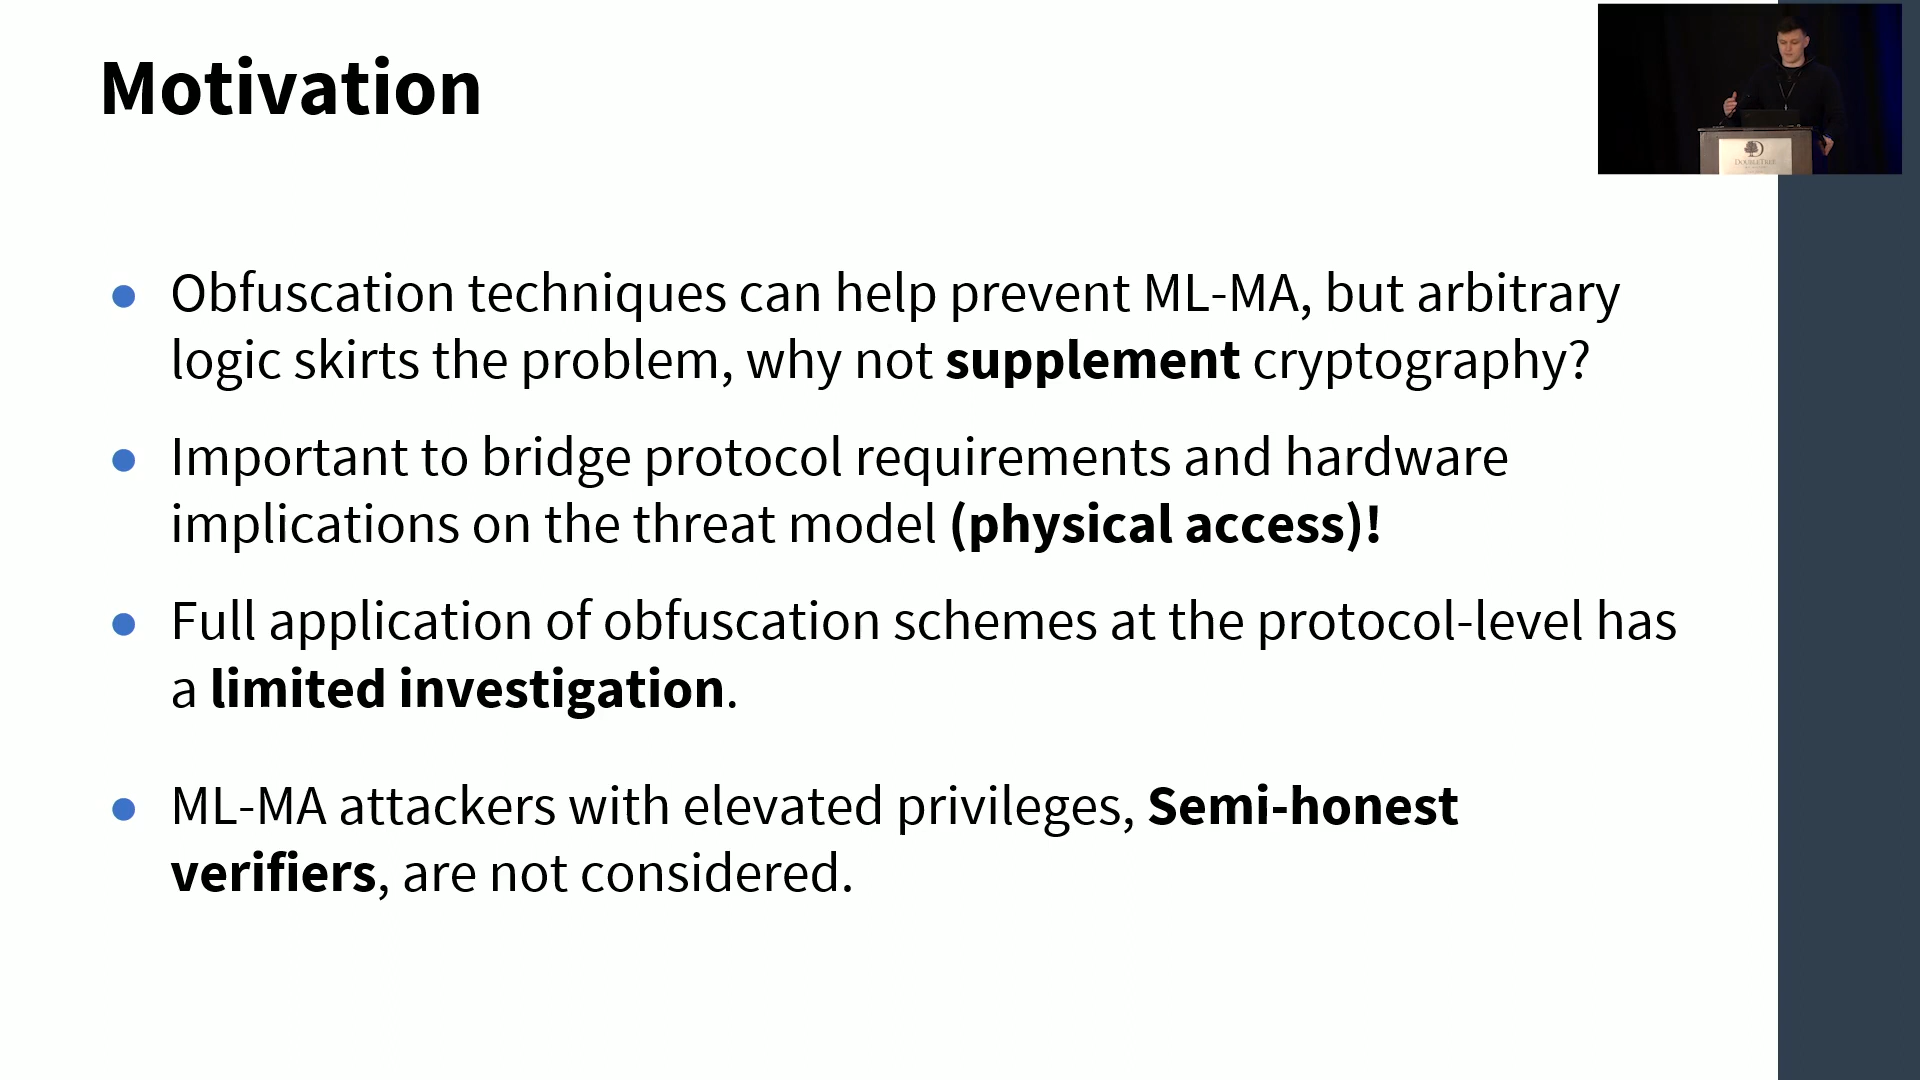 Motivation
Obfuscation techniques can help prevent ML-MA, but arbitrary
logic skirts the problem, why not supplement cryptography?
Important to bridge protocol requirements and hardware
implications on the threat model (physical access)!
Full application of obfuscation schemes at the protocol-level has
a limited investigation.
ML-MA attackers with elevated privileges, Semi-honest
verifiers, are not considered.
DOUBLETREE